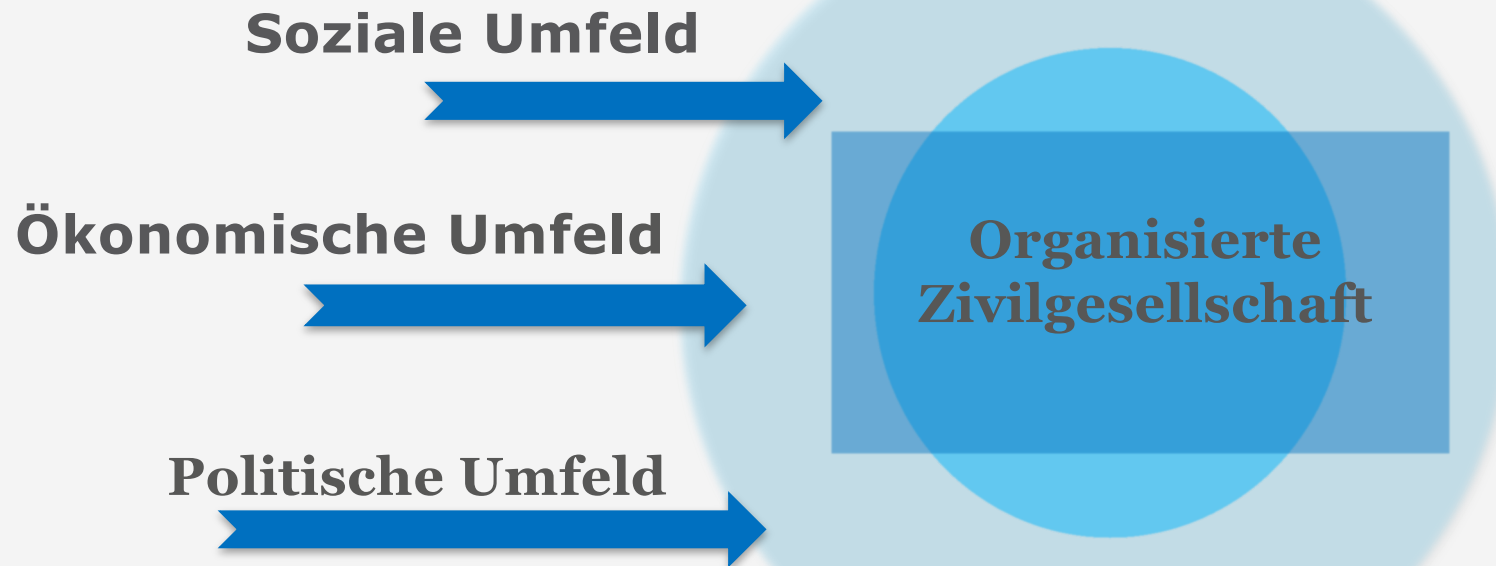 Soziale Umfeld
Ökonomische Umfeld
Organisierte
Zivilgesellschaft
Politische Umfeld